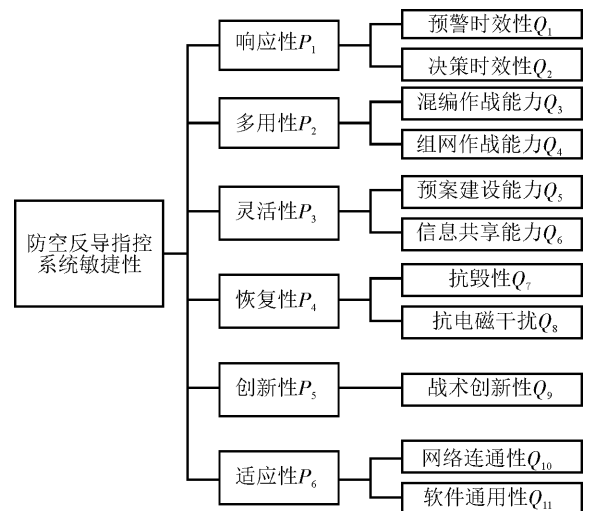 防空反导指控
系统敏捷性
响应性P₁
预警时效性Q₁
决策时效性Q₂
多用性P₂
混编作战能力Q₃
组网作战能力Q₄
灵活性P₃
预案建设能力Q₅
信息共享能力Q₆
恢复性P₄
抗毁性Q₇
抗电磁干扰Q₈
创新性P₅
战术创新性Q₉
适应性P₆
网络连通性Q₁₀
软件通用性Q₁₁